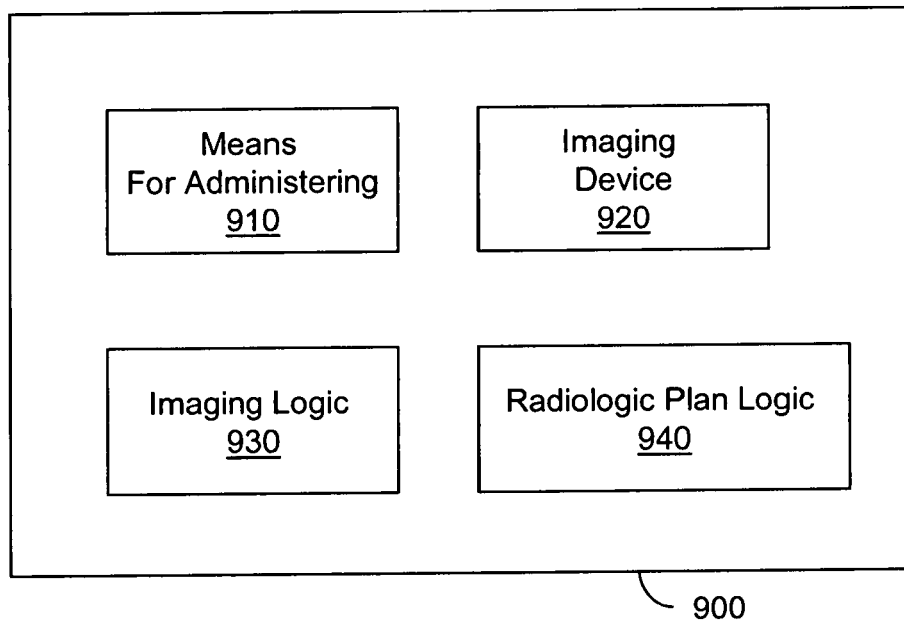 Means
For Administering
910
Imaging
Device
920
Imaging Logic
930
Radiologic Plan Logic
940
900